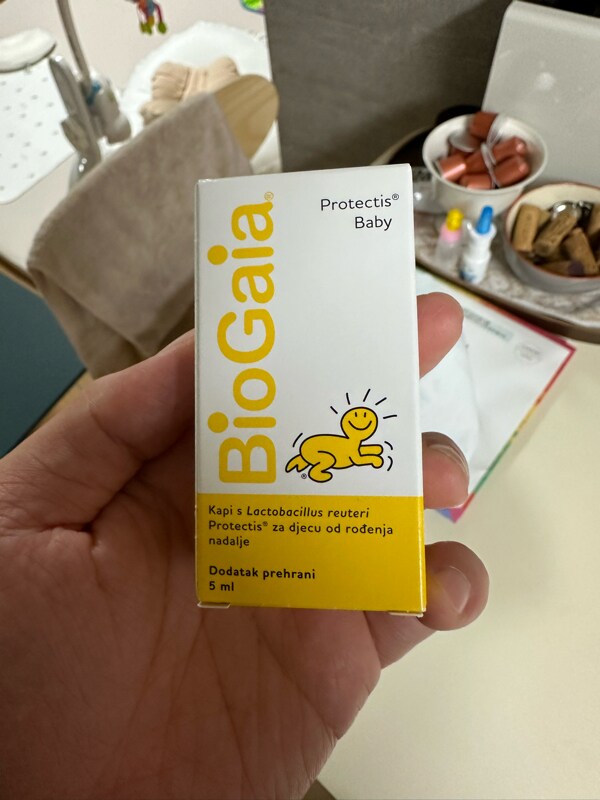 BioGaia®
Protectis®
Baby
®
Kapi s Lactobacillus reuteri
Protectis® za djecu od rođenja
nadalje
Dodatak prehrani
5 ml